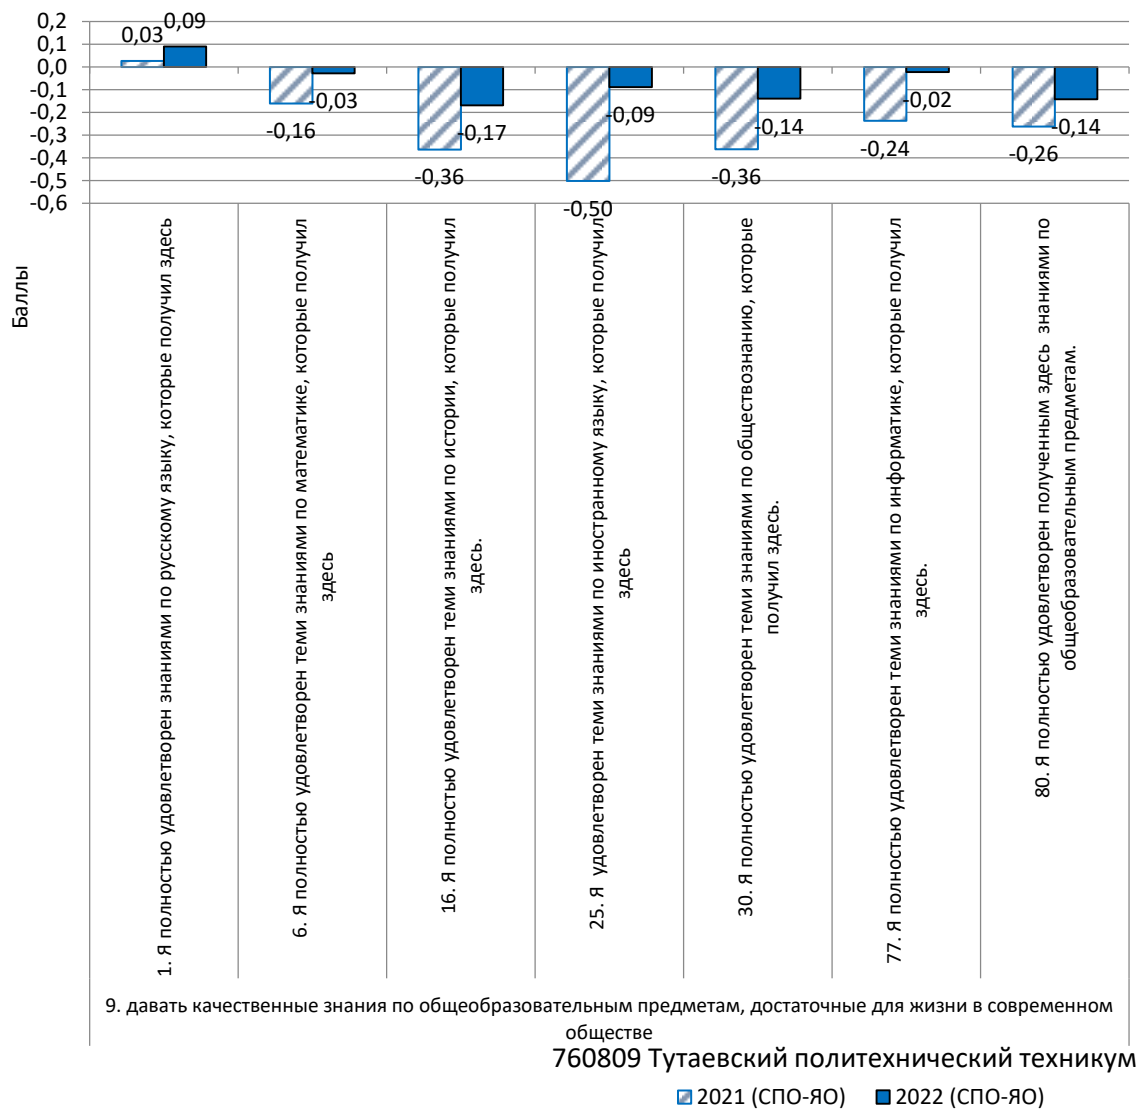 0,2
0,1
0,0
-0,1
-0,2
-0,3
-0,4
-0,5
-0,6
Баллы
0,03
0,09
-0,16
-0,03
-0,36
-0,17
-0,50
-0,09
-0,36
-0,14
-0,24
-0,02
-0,26
-0,14
1. Я полностью удовлетворен знаниями по русскому языку, которые получил здесь
6. Я полностью удовлетворен теми знаниями по математике, которые получил
здесь
16. Я полностью удовлетворен теми знаниями по истории, которые получил
здесь.
25. Я удовлетворен теми знаниями по иностранному языку, которые получил
здесь
30. Я полностью удовлетворен теми знаниями по обществознанию, которые
получил здесь.
77. Я полностью удовлетворен теми знаниями по информатике, которые получил
здесь.
80. Я полностью удовлетворен полученным здесь знаниями по
общеобразовательным предметам.
9. давать качественные знания по общеобразовательным предметам, достаточные для жизни в современном
обществе
760809 Тутаевский политехнический техникум
2021 (СПО-ЯО) 2022 (СПО-ЯО)